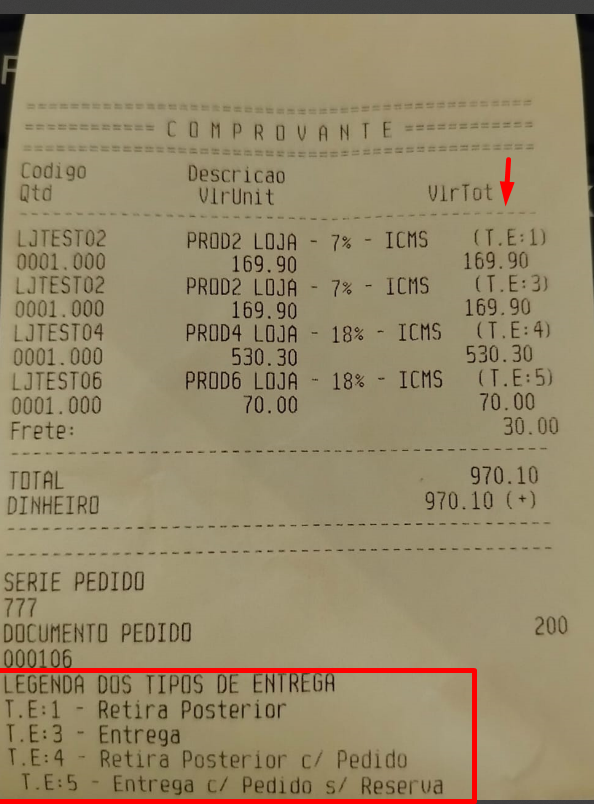 ============================================
============ COMPROVANTE ============
============================================
Codigo Descricao
Qtd VlrUnit VlrTot
--------------------------------------------
LJTEST02 PROD2 LOJA - 7% - ICMS (T.E:1)
0001.000 169.90 169.90
LJTEST02 PROD2 LOJA - 7% - ICMS (T.E:3)
0001.000 169.90 169.90
LJTEST04 PROD4 LOJA - 18% - ICMS (T.E:4)
0001.000 530.30 530.30
LJTEST06 PROD6 LOJA - 18% - ICMS (T.E:5)
0001.000 70.00 70.00
Frete: 30.00
--------------------------------------------
TOTAL 970.10
DINHEIRO 970.10 (+)
--------------------------------------------
--------------------------------------------
SERIE PEDIDO
777
DOCUMENTO PEDIDO 200
000106
LEGENDA DOS TIPOS DE ENTREGA
T.E:1 - Retira Posterior
T.E:3 - Entrega
T.E:4 - Retira Posterior c/ Pedido
T.E:5 - Entrega c/ Pedido s/ Reserva